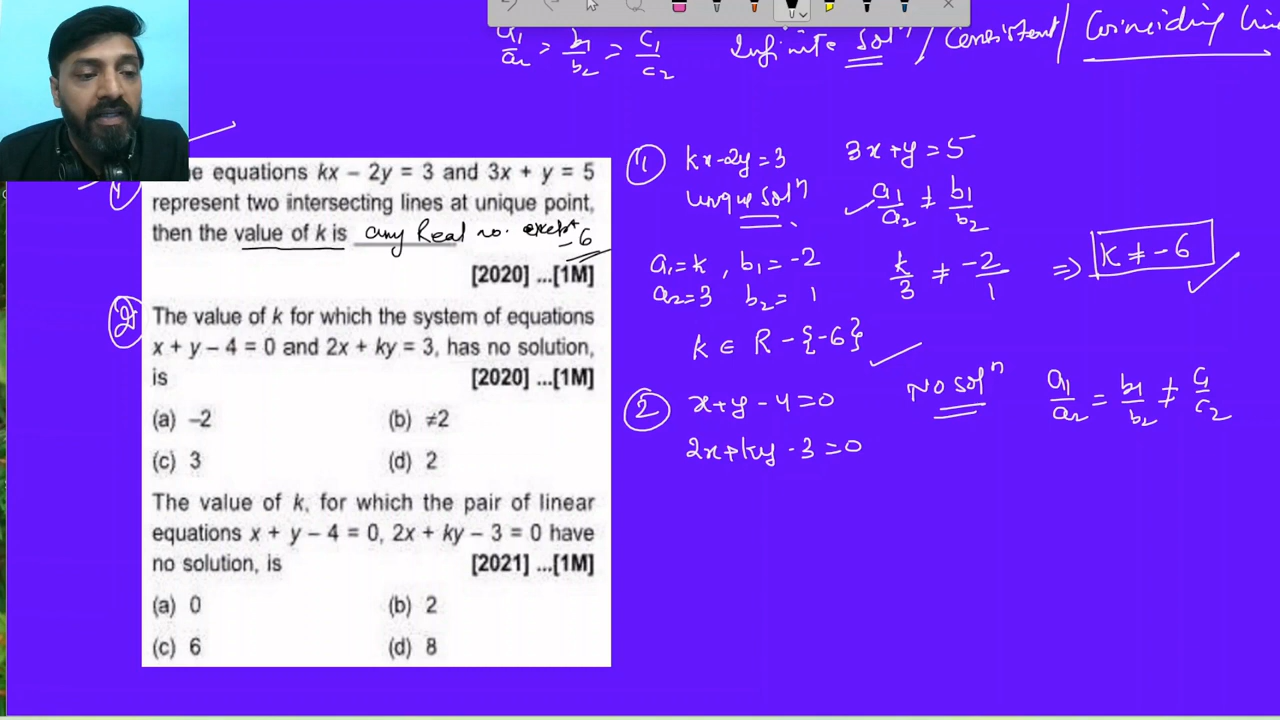 a1/a2 = b1/b2 = c1/c2 Infinite soln / Consistent / Coinciding
① e equations kx – 2y = 3 and 3x + y = 5
represent two intersecting lines at unique point,
then the value of k is any Real no. except -6
[2020] ...[1M]
② The value of k for which the system of equations
x + y – 4 = 0 and 2x + ky = 3, has no solution,
is [2020] ...[1M]
(a) –2 (b) ≠2
(c) 3 (d) 2
The value of k, for which the pair of linear
equations x + y – 4 = 0, 2x + ky – 3 = 0 have
no solution, is [2021] ...[1M]
(a) 0 (b) 2
(c) 6 (d) 8
① kx-2y=3 3x+y=5
unique soln a1/a2 ≠ b1/b2
a1=k, b1=-2 k/3 ≠ -2/1 ⇒ k ≠ -6
a2=3 b2=1
k ∈ R - {-6}
② x+y-4=0 No soln a1/a2 = b1/b2 ≠ c1/c2
2x+ky-3=0